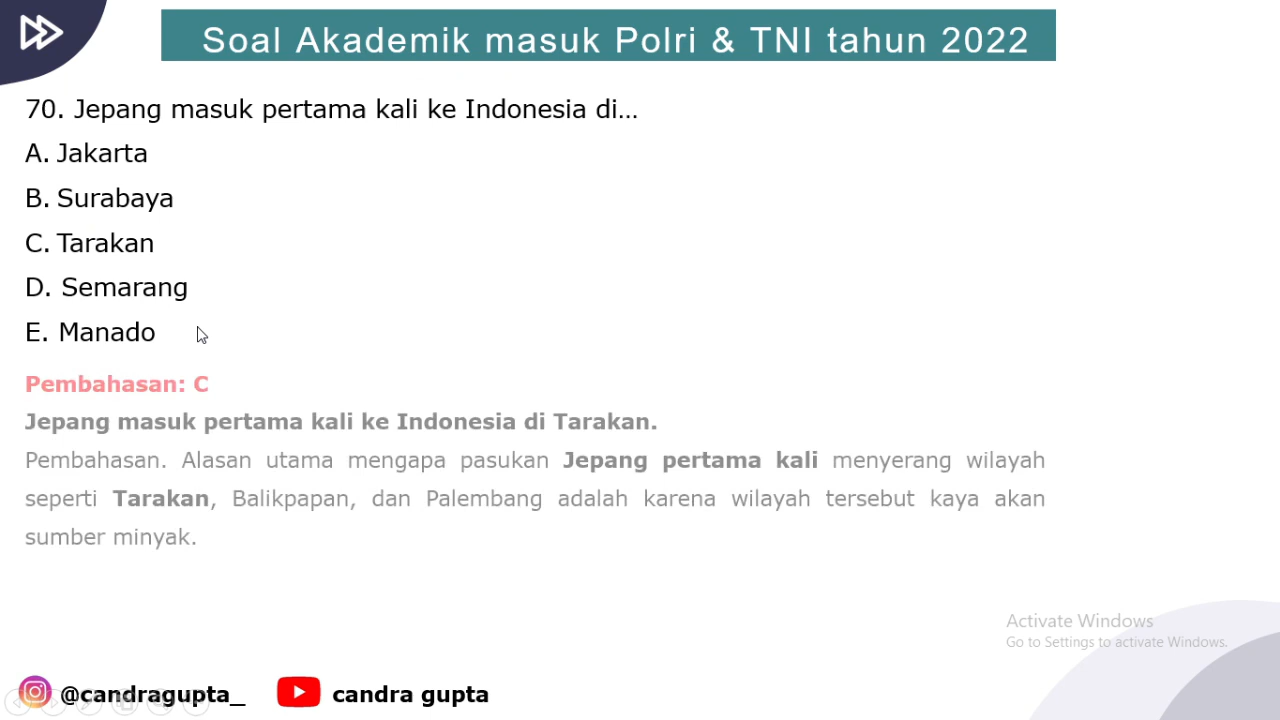 Soal Akademik masuk Polri & TNI tahun 2022
70. Jepang masuk pertama kali ke Indonesia di...
A. Jakarta
B. Surabaya
C. Tarakan
D. Semarang
E. Manado
Pembahasan: C
Jepang masuk pertama kali ke Indonesia di Tarakan.
Pembahasan. Alasan utama mengapa pasukan Jepang pertama kali menyerang wilayah
seperti Tarakan, Balikpapan, dan Palembang adalah karena wilayah tersebut kaya akan
sumber minyak.
Activate Windows
Go to Settings to activate Windows.
@candragupta_ candra gupta